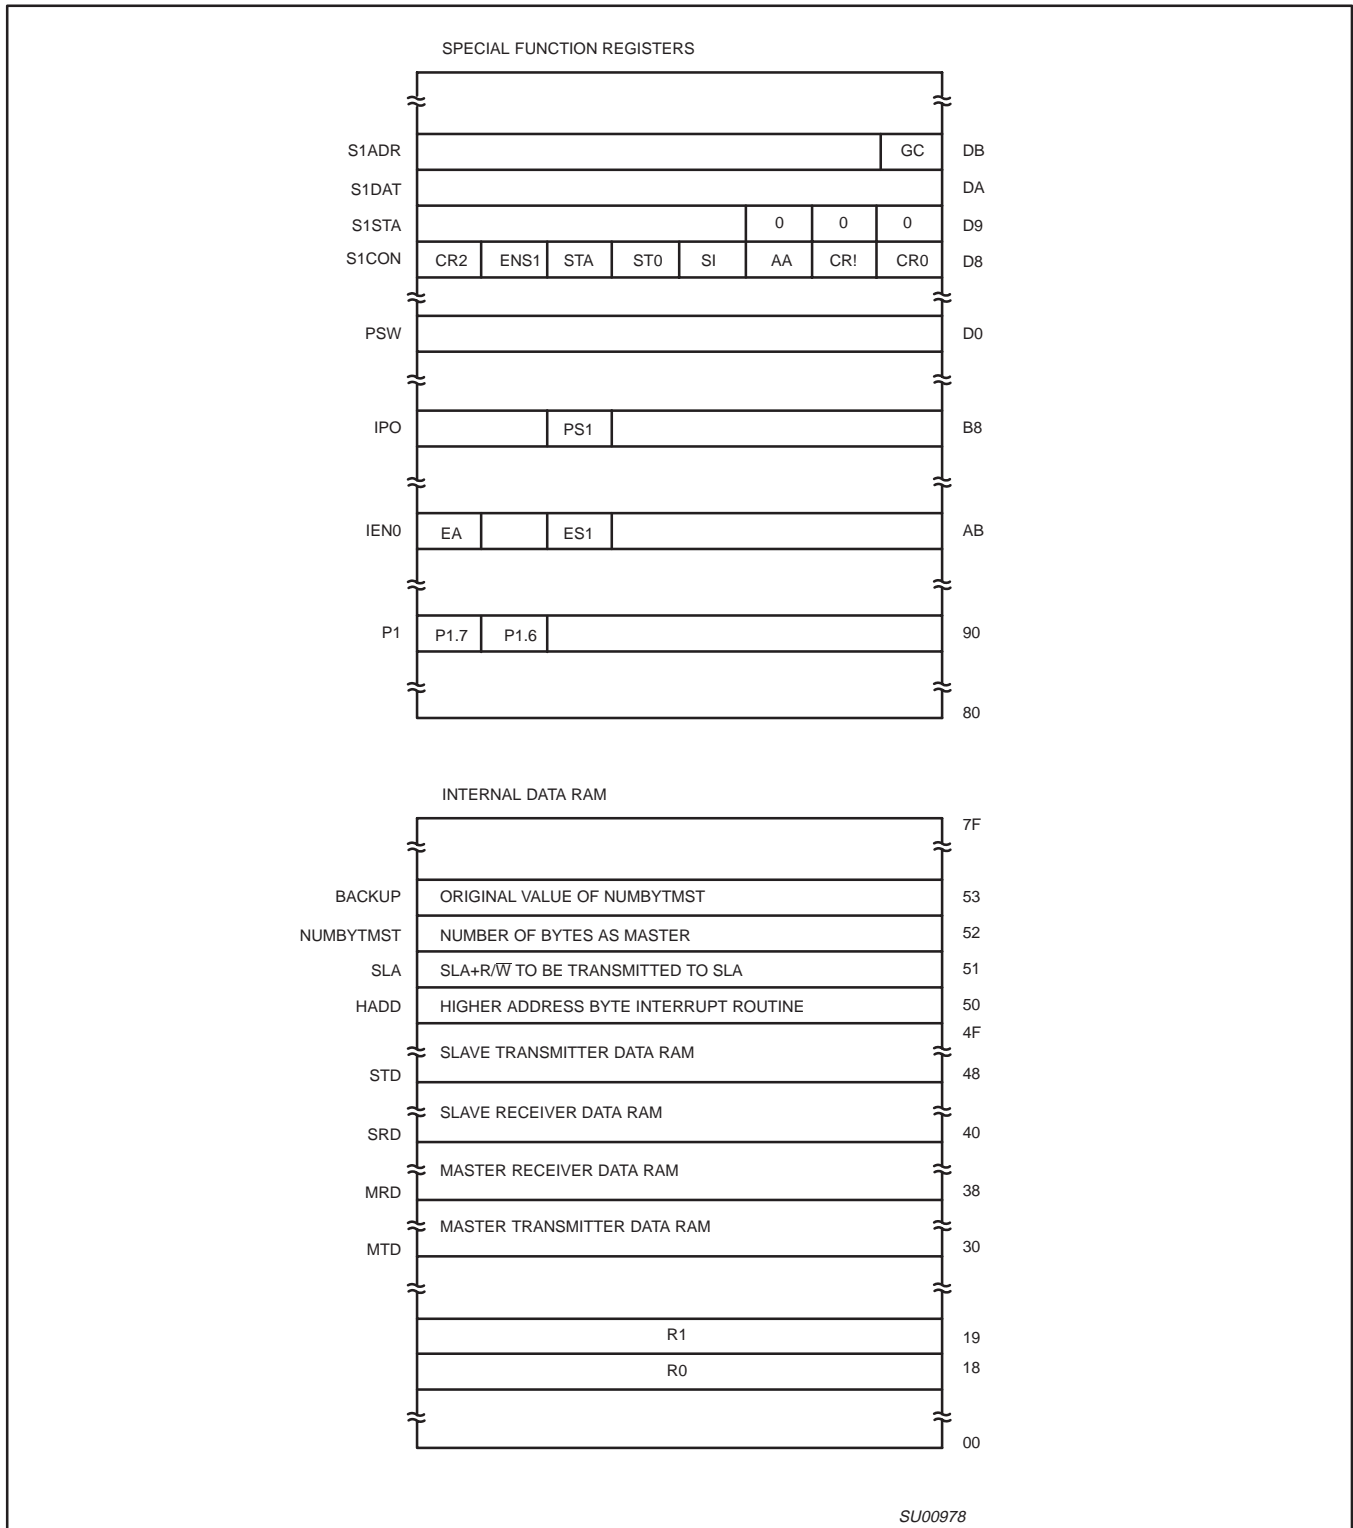 SPECIAL FUNCTION REGISTERS
S1ADR GC DB
S1DAT DA
S1STA 0 0 0 D9
S1CON CR2 ENS1 STA ST0 SI AA CR! CR0 D8
PSW D0
IPO PS1 B8
IEN0 EA ES1 AB
P1 P1.7 P1.6 90
80
INTERNAL DATA RAM
7F
BACKUP ORIGINAL VALUE OF NUMBYTMST 53
NUMBYTMST NUMBER OF BYTES AS MASTER 52
SLA SLA+R/W̅ TO BE TRANSMITTED TO SLA 51
HADD HIGHER ADDRESS BYTE INTERRUPT ROUTINE 50
4F
SLAVE TRANSMITTER DATA RAM
STD 48
SLAVE RECEIVER DATA RAM
SRD 40
MASTER RECEIVER DATA RAM
MRD 38
MASTER TRANSMITTER DATA RAM
MTD 30
R1 19
R0 18
00
SU00978